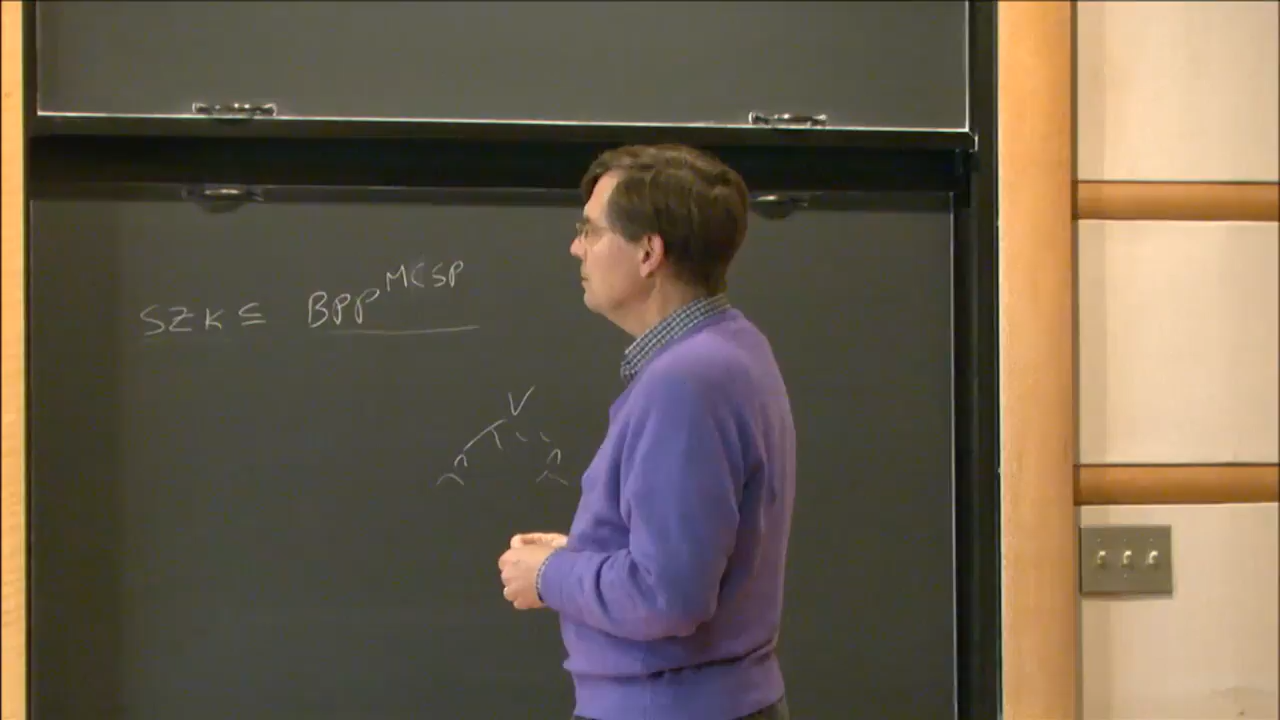 SZK ⊆ BPP^MCSP
∨
∧ ∧